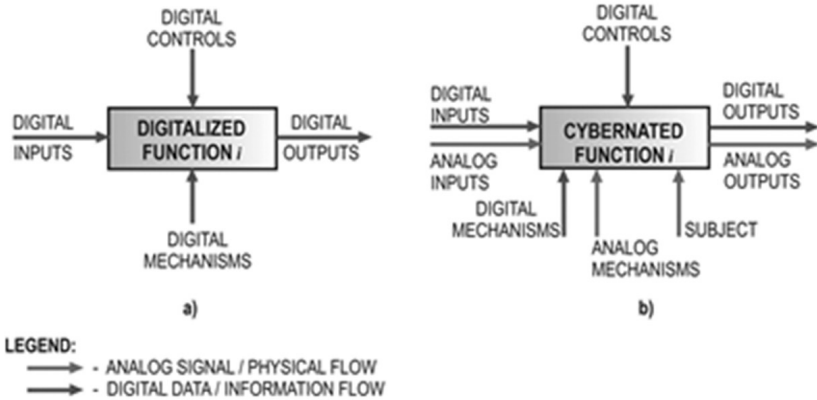 DIGITAL
CONTROLS
DIGITAL
INPUTS
DIGITALIZED
FUNCTION i
DIGITAL
OUTPUTS
DIGITAL
MECHANISMS
a)
DIGITAL
CONTROLS
DIGITAL
INPUTS
ANALOG
INPUTS
CYBERNATED
FUNCTION i
DIGITAL
OUTPUTS
ANALOG
OUTPUTS
DIGITAL
MECHANISMS
ANALOG
MECHANISMS
SUBJECT
b)
LEGEND:
- ANALOG SIGNAL / PHYSICAL FLOW
- DIGITAL DATA / INFORMATION FLOW